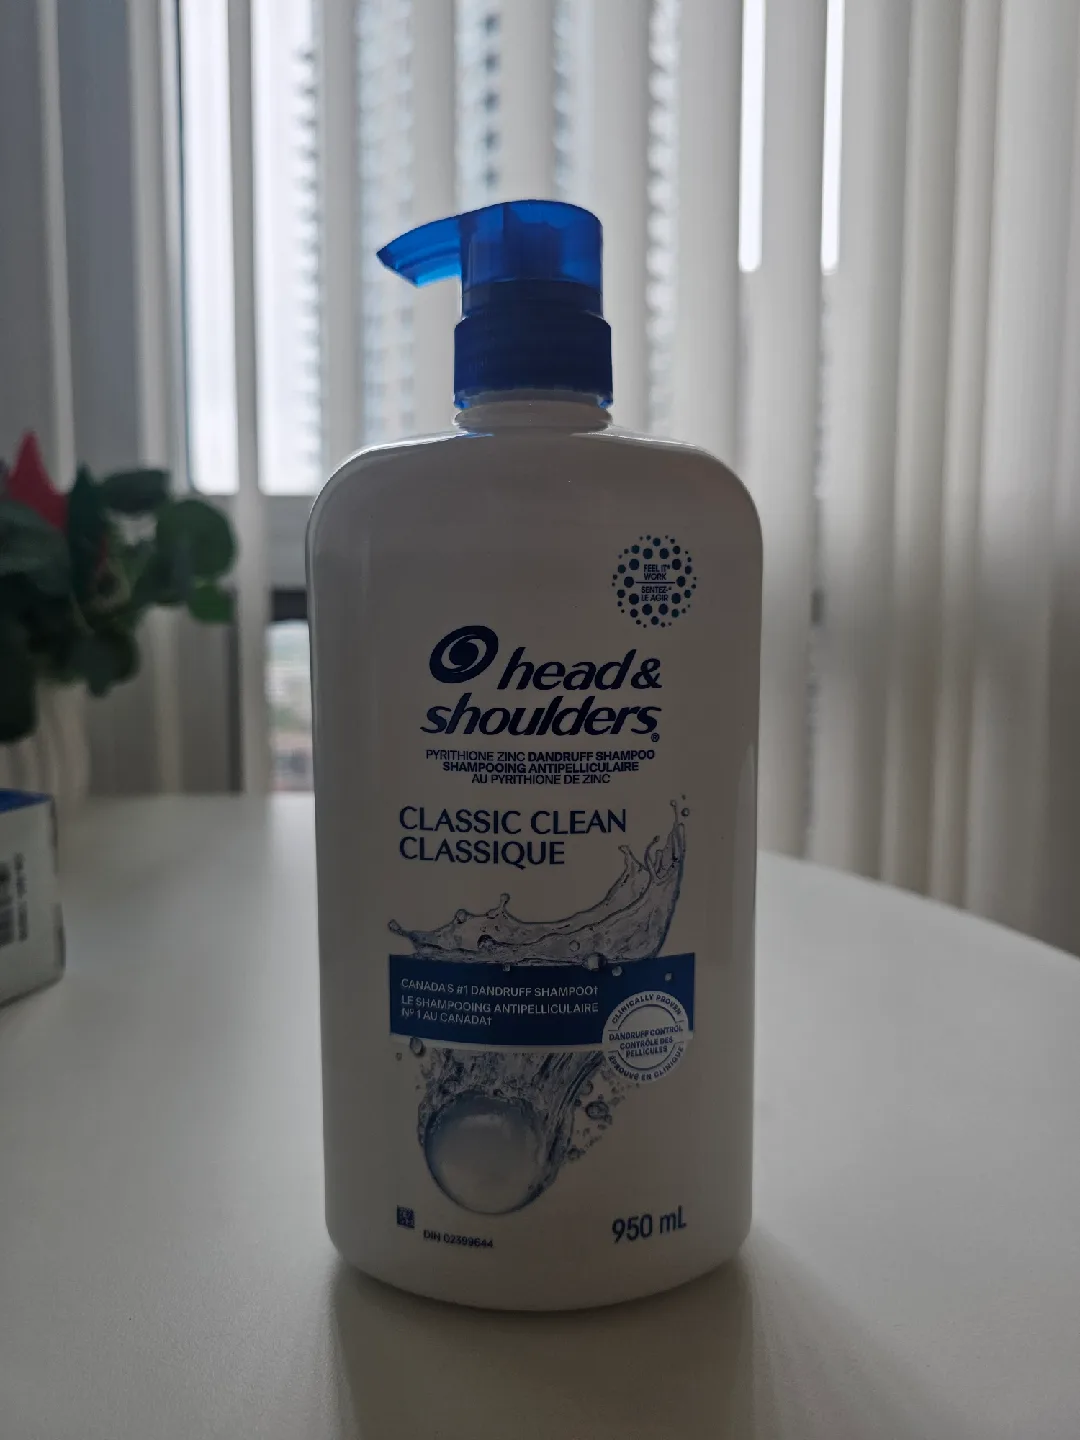 FEEL IT*
WORK
SENTEZ-*
LE AGIR
head &
shoulders®
PYRITHIONE ZINC DANDRUFF SHAMPOO
SHAMPOOING ANTIPELLICULAIRE
AU PYRITHIONE DE ZINC
CLASSIC CLEAN
CLASSIQUE
CANADA'S #1 DANDRUFF SHAMPOO†
LE SHAMPOOING ANTIPELLICULAIRE
Nº 1 AU CANADA†
CLINICALLY PROVEN
DANDRUFF CONTROL
CONTRÔLE DES
PELLICULES
ÉPROUVÉ EN CLINIQUE
DIN 02399644
950 mL